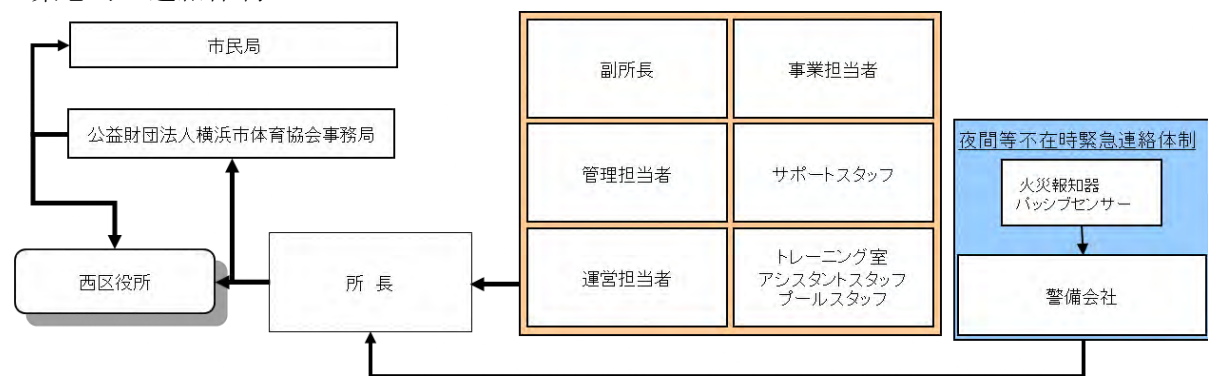 市民局
公益財団法人横浜市体育協会事務局
西区役所
所 長
副所長
事業担当者
管理担当者
サポートスタッフ
運営担当者
トレーニング室
アシスタントスタッフ
プールスタッフ
夜間等不在時緊急連絡体制
火災報知器
パッシブセンサー
警備会社